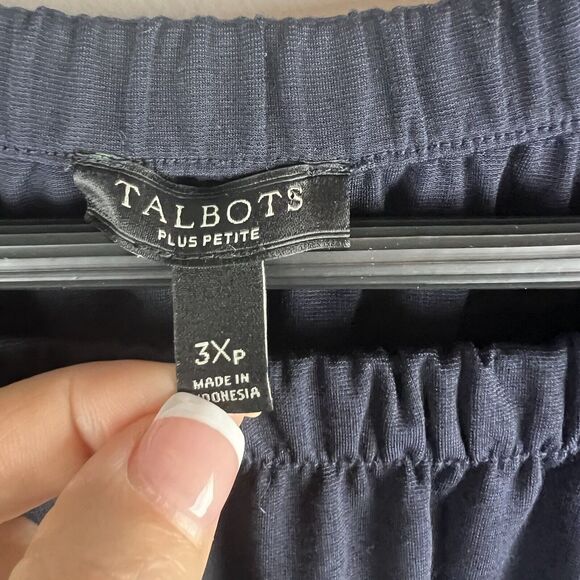 TALBOTS
PLUS PETITE
3XP
MADE IN
INDONESIA